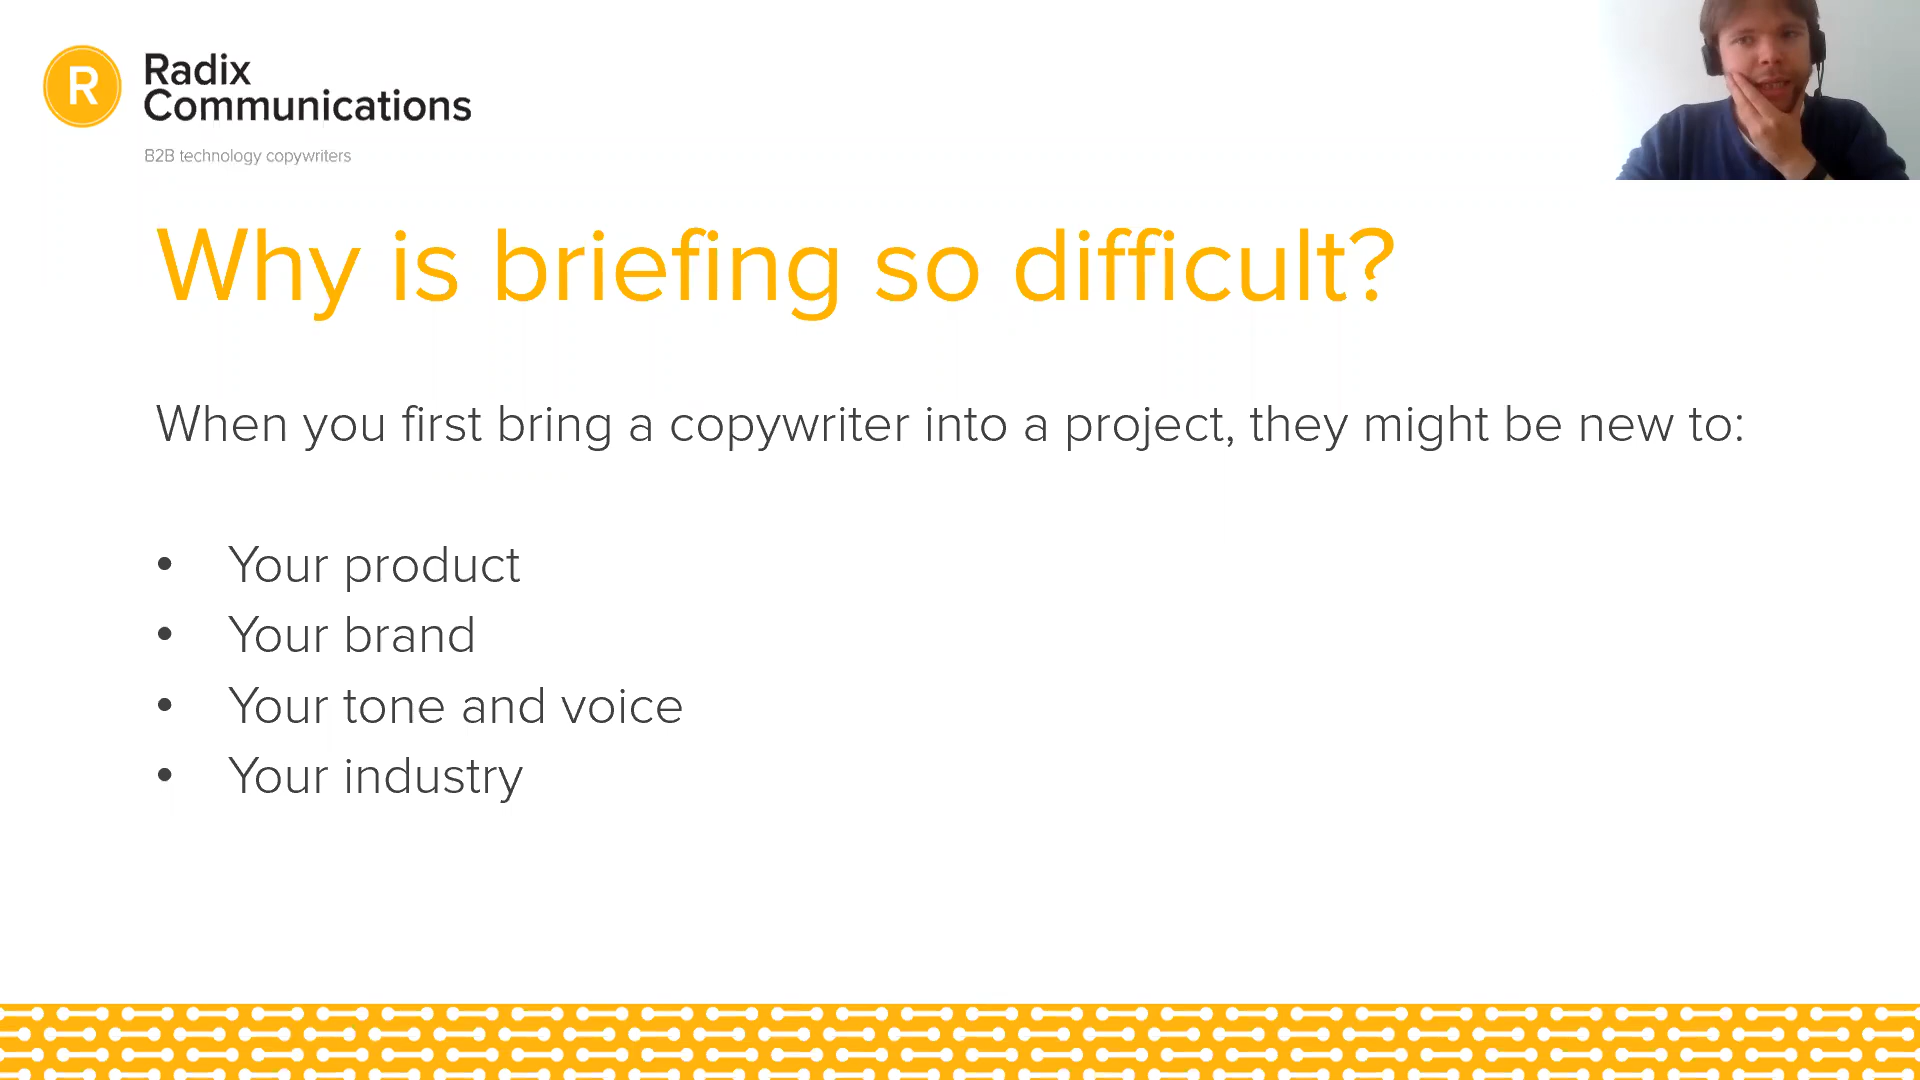 R
Radix
Communications
B2B technology copywriters
Why is briefing so difficult?
When you first bring a copywriter into a project, they might be new to:
• Your product
• Your brand
• Your tone and voice
• Your industry